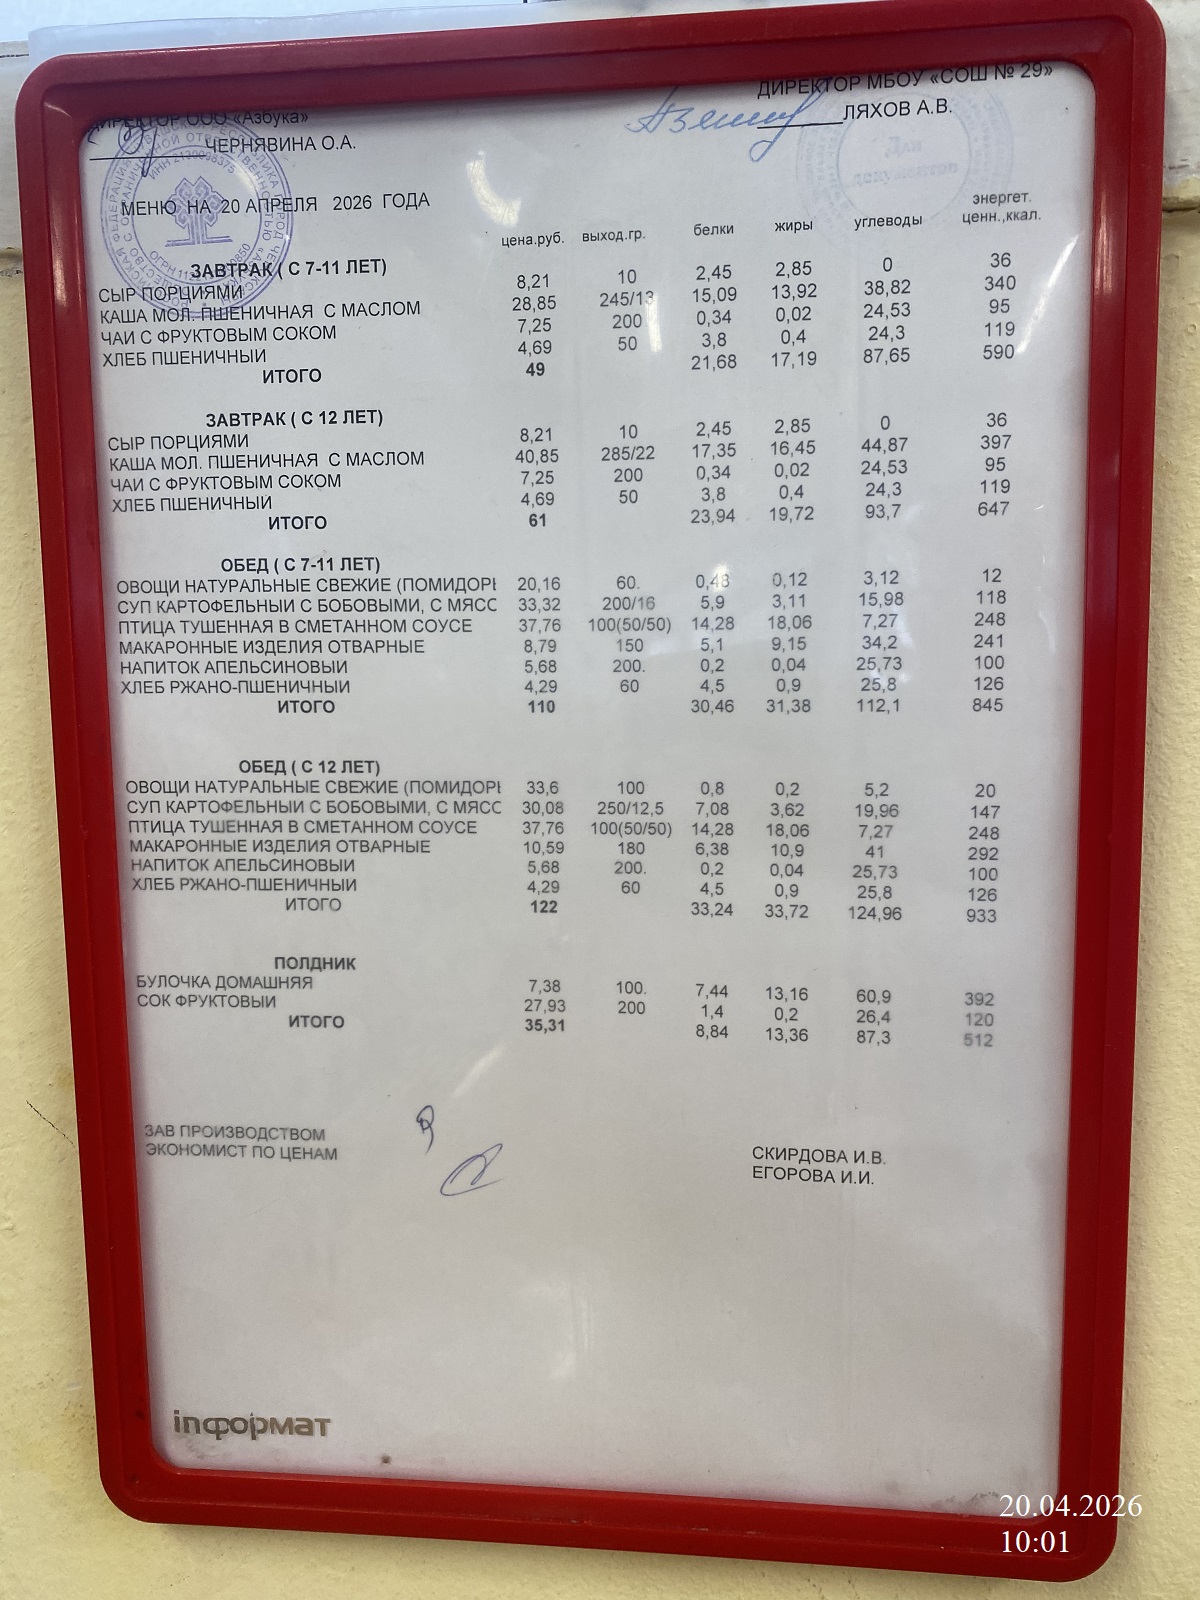 ДИРЕКТОР ООО «Азбука»
ЧЕРНЯВИНА О.А.
ДИРЕКТОР МБОУ «СОШ № 29»
ЛЯХОВ А.В.
Для документов
МЕНЮ НА 20 АПРЕЛЯ 2026 ГОДА
цена.руб. выход.гр. белки жиры углеводы энергет. ценн.,ккал.
ЗАВТРАК ( С 7-11 ЛЕТ)
СЫР ПОРЦИЯМИ 8,21 10 2,45 2,85 0 36
КАША МОЛ. ПШЕНИЧНАЯ С МАСЛОМ 28,85 245/13 15,09 13,92 38,82 340
ЧАЙ С ФРУКТОВЫМ СОКОМ 7,25 200 0,34 0,02 24,53 95
ХЛЕБ ПШЕНИЧНЫЙ 4,69 50 3,8 0,4 24,3 119
ИТОГО 49 21,68 17,19 87,65 590
ЗАВТРАК ( С 12 ЛЕТ)
СЫР ПОРЦИЯМИ 8,21 10 2,45 2,85 0 36
КАША МОЛ. ПШЕНИЧНАЯ С МАСЛОМ 40,85 285/22 17,35 16,45 44,87 397
ЧАЙ С ФРУКТОВЫМ СОКОМ 7,25 200 0,34 0,02 24,53 95
ХЛЕБ ПШЕНИЧНЫЙ 4,69 50 3,8 0,4 24,3 119
ИТОГО 61 23,94 19,72 93,7 647
ОБЕД ( С 7-11 ЛЕТ)
ОВОЩИ НАТУРАЛЬНЫЕ СВЕЖИЕ (ПОМИДОРЫ 20,16 60. 0,48 0,12 3,12 12
СУП КАРТОФЕЛЬНЫЙ С БОБОВЫМИ, С МЯСС 33,32 200/16 5,9 3,11 15,98 118
ПТИЦА ТУШЕННАЯ В СМЕТАННОМ СОУСЕ 37,76 100(50/50) 14,28 18,06 7,27 248
МАКАРОННЫЕ ИЗДЕЛИЯ ОТВАРНЫЕ 8,79 150 5,1 9,15 34,2 241
НАПИТОК АПЕЛЬСИНОВЫЙ 5,68 200. 0,2 0,04 25,73 100
ХЛЕБ РЖАНО-ПШЕНИЧНЫЙ 4,29 60 4,5 0,9 25,8 126
ИТОГО 110 30,46 31,38 112,1 845
ОБЕД ( С 12 ЛЕТ)
ОВОЩИ НАТУРАЛЬНЫЕ СВЕЖИЕ (ПОМИДОРЫ 33,6 100 0,8 0,2 5,2 20
СУП КАРТОФЕЛЬНЫЙ С БОБОВЫМИ, С МЯСС 30,08 250/12,5 7,08 3,62 19,96 147
ПТИЦА ТУШЕННАЯ В СМЕТАННОМ СОУСЕ 37,76 100(50/50) 14,28 18,06 7,27 248
МАКАРОННЫЕ ИЗДЕЛИЯ ОТВАРНЫЕ 10,59 180 6,38 10,9 41 292
НАПИТОК АПЕЛЬСИНОВЫЙ 5,68 200. 0,2 0,04 25,73 100
ХЛЕБ РЖАНО-ПШЕНИЧНЫЙ 4,29 60 4,5 0,9 25,8 126
ИТОГО 122 33,24 33,72 124,96 933
ПОЛДНИК
БУЛОЧКА ДОМАШНЯЯ 7,38 100. 7,44 13,16 60,9 392
СОК ФРУКТОВЫЙ 27,93 200 1,4 0,2 26,4 120
ИТОГО 35,31 8,84 13,36 87,3 512
ЗАВ ПРОИЗВОДСТВОМ СКИРДОВА И.В.
ЭКОНОМИСТ ПО ЦЕНАМ ЕГОРОВА И.И.
inформат
20.04.2026
10:01